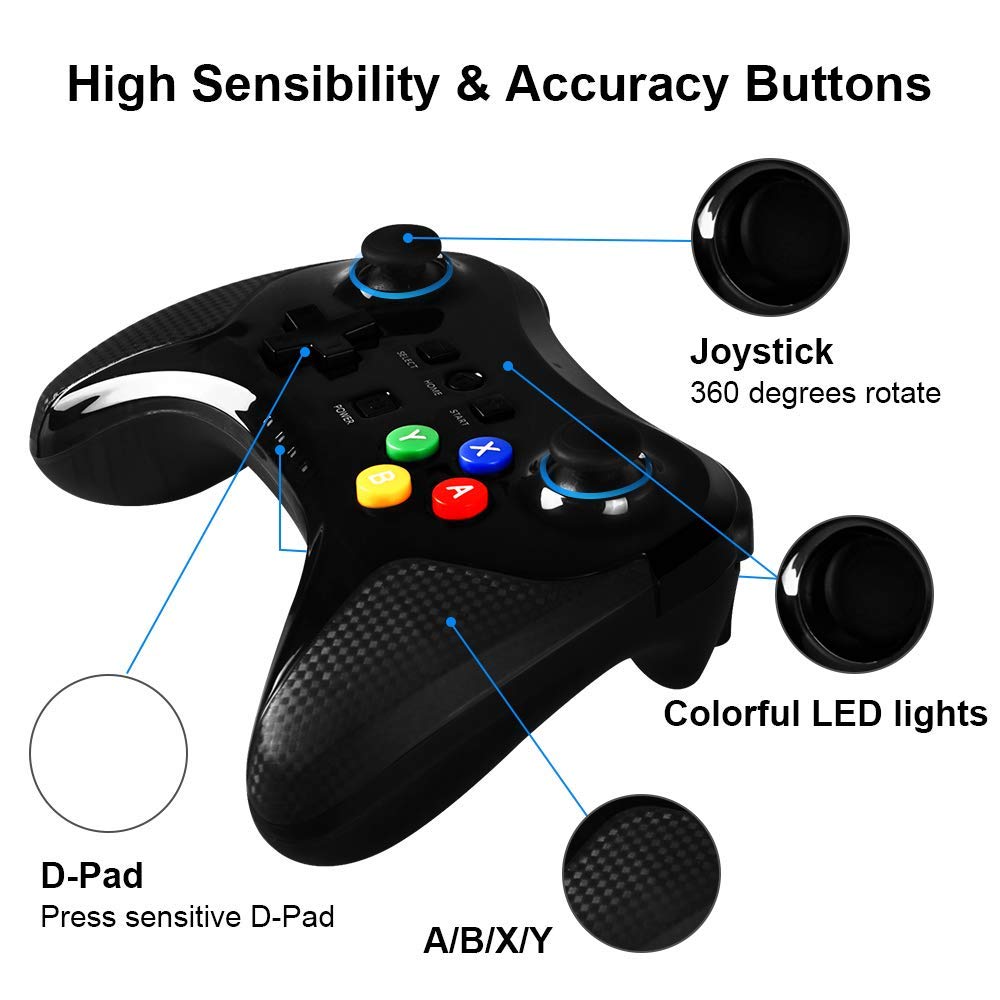 High Sensibility & Accuracy Buttons
Joystick
360 degrees rotate
SELECT
HOME
START
POWER
Y
X
B
A
Colorful LED lights
D-Pad
Press sensitive D-Pad
A/B/X/Y